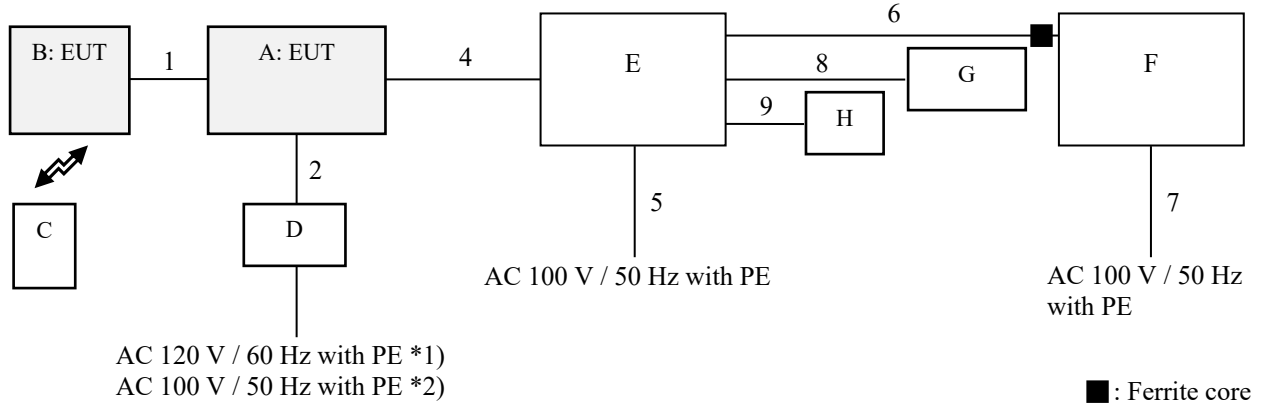 B: EUT
1
A: EUT
4
E
6
8
G
9
H
F
C
2
D
5
7
AC 100 V / 50 Hz with PE
AC 100 V / 50 Hz
with PE
AC 120 V / 60 Hz with PE *1)
AC 100 V / 50 Hz with PE *2)
: Ferrite core